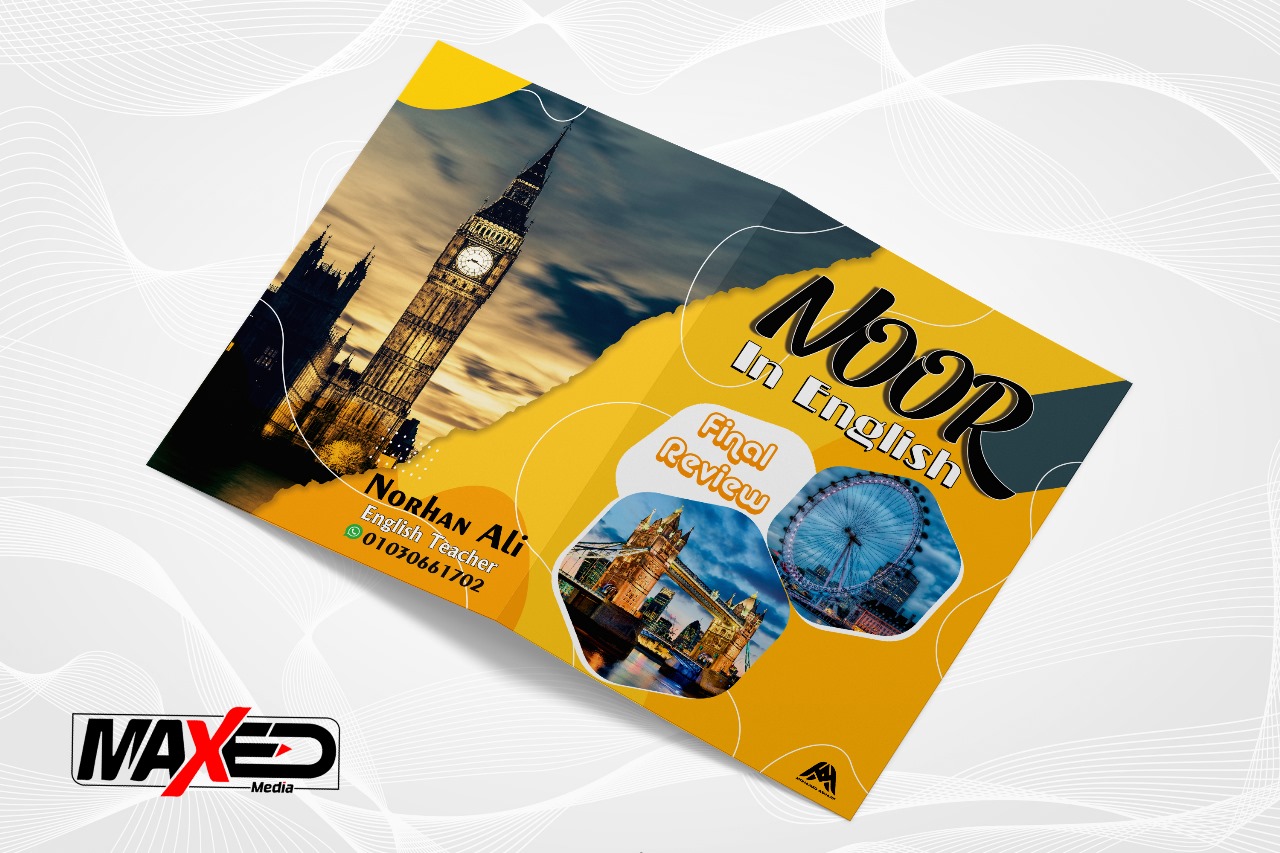 NOOR
In English
Final
Review
Norhan Ali
English Teacher
01030661702
MAXED
Media